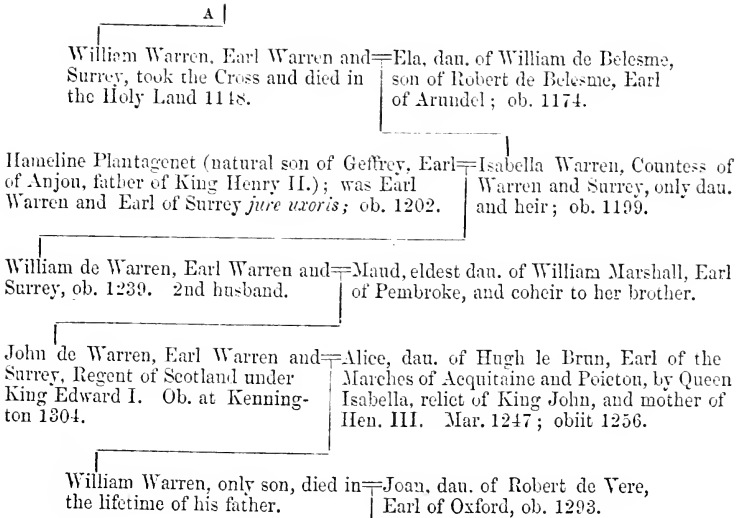 A
William Warren, Earl Warren and=Ela, dau. of William de Belesme,
Surrey, took the Cross and died in son of Robert de Belesme, Earl
the Holy Land 1148. of Arundel; ob. 1174.
Hameline Plantagenet (natural son of Geffrey, Earl=Isabella Warren, Countess of
of Anjou, father of King Henry II.); was Earl Warren and Surrey, only dau.
Warren and Earl of Surrey jure uxoris; ob. 1202. and heir; ob. 1199.
William de Warren, Earl Warren and=Maud, eldest dau. of William Marshall, Earl
Surrey, ob. 1239. 2nd husband. of Pembroke, and coheir to her brother.
John de Warren, Earl Warren and=Alice, dau. of Hugh le Brun, Earl of the
Surrey, Regent of Scotland under Marches of Acquitaine and Poictou, by Queen
King Edward I. Ob. at Kenning- Isabella, relict of King John, and mother of
ton 1304. Hen. III. Mar. 1247; obiit 1256.
William Warren, only son, died in=Joan, dau. of Robert de Vere,
the lifetime of his father. Earl of Oxford, ob. 1293.